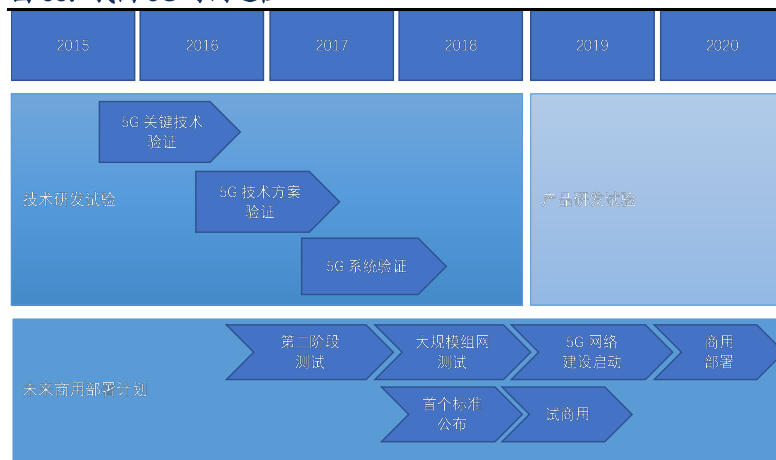 2015
2016
2017
2018
2019
2020
5G 关键技术
验证
5G 技术方案
验证
技术研发试验
产品研发试验
5G 系统验证
第二阶段
测试
大规模组网
测试
5G 网络
建设启动
商用
部署
未来商用部署计划
首个标准
公布
试商用